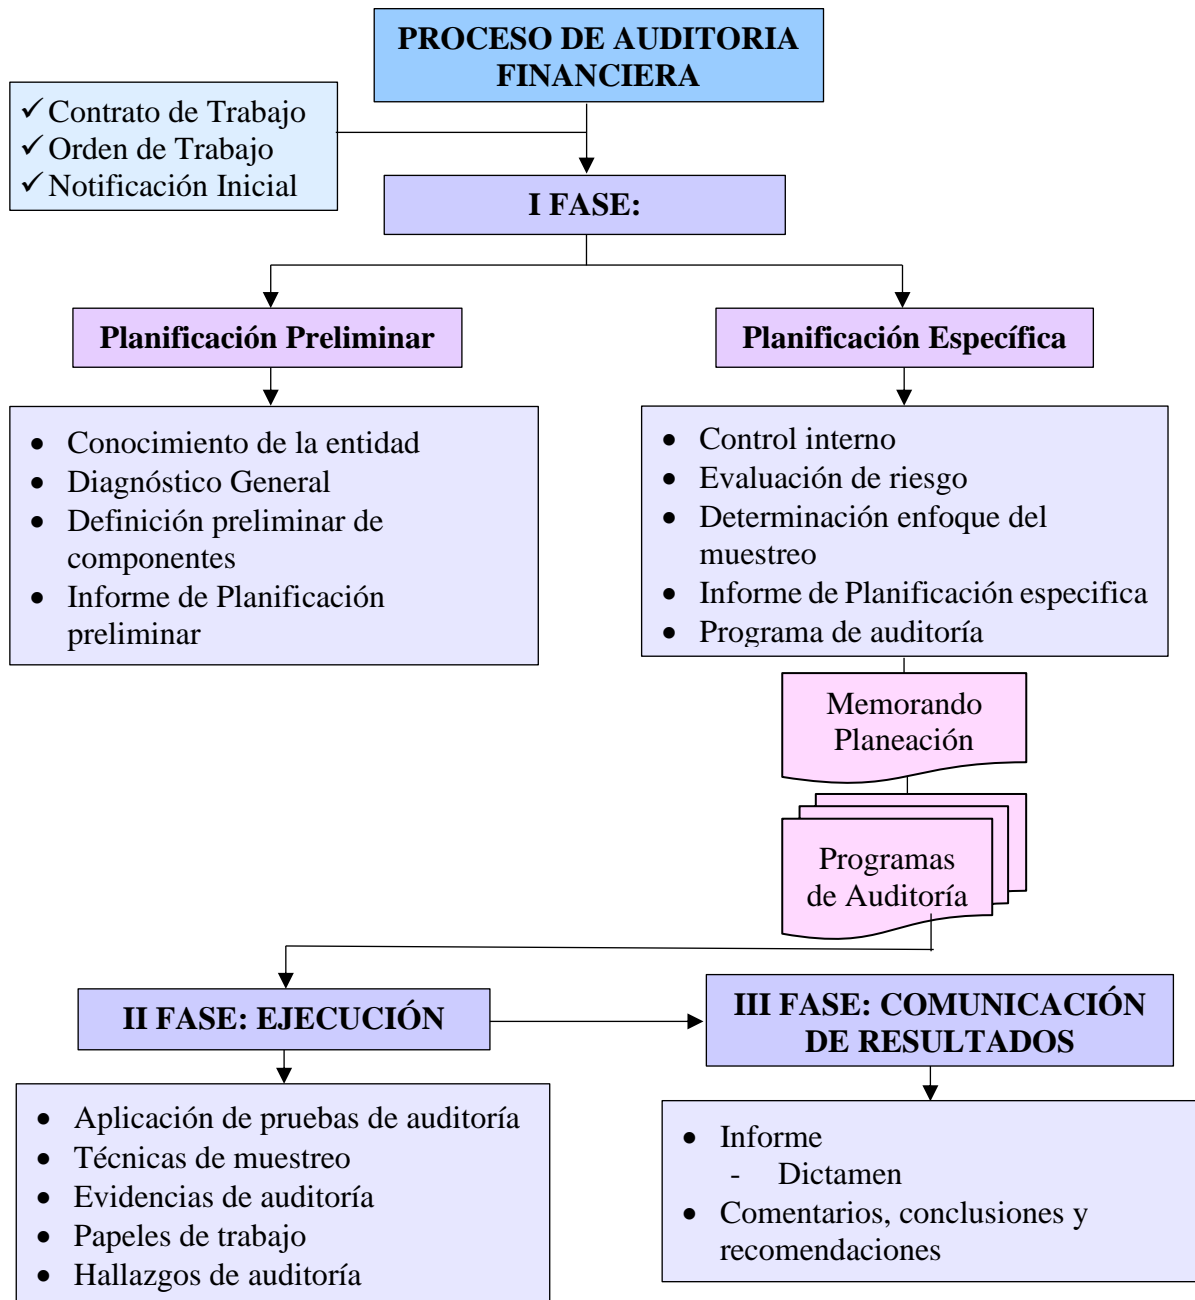 PROCESO DE AUDITORIA
FINANCIERA
✓ Contrato de Trabajo
✓ Orden de Trabajo
✓ Notificación Inicial
I FASE:
Planificación Preliminar
Planificación Específica
• Conocimiento de la entidad
• Diagnóstico General
• Definición preliminar de
componentes
• Informe de Planificación
preliminar
• Control interno
• Evaluación de riesgo
• Determinación enfoque del
muestreo
• Informe de Planificación especifica
• Programa de auditoría
Memorando
Planeación
Programas
de Auditoría
II FASE: EJECUCIÓN
III FASE: COMUNICACIÓN
DE RESULTADOS
• Aplicación de pruebas de auditoría
• Técnicas de muestreo
• Evidencias de auditoría
• Papeles de trabajo
• Hallazgos de auditoría
• Informe
- Dictamen
• Comentarios, conclusiones y
recomendaciones